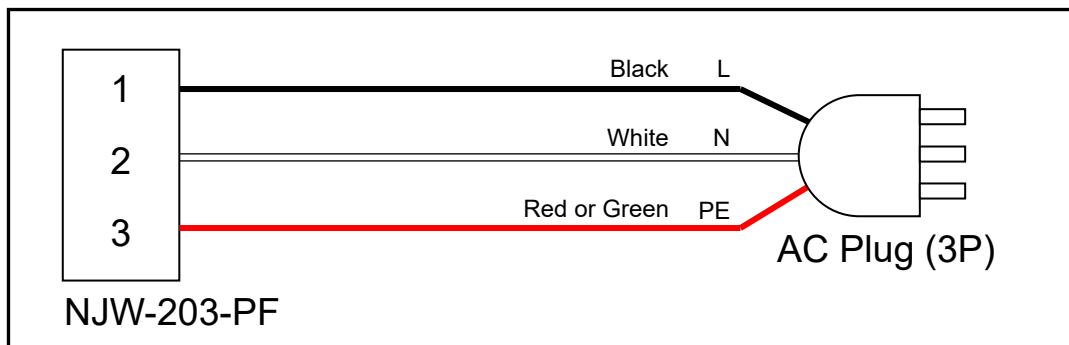 1 Black L
2 White N
3 Red or Green PE
AC Plug (3P)
NJW-203-PF